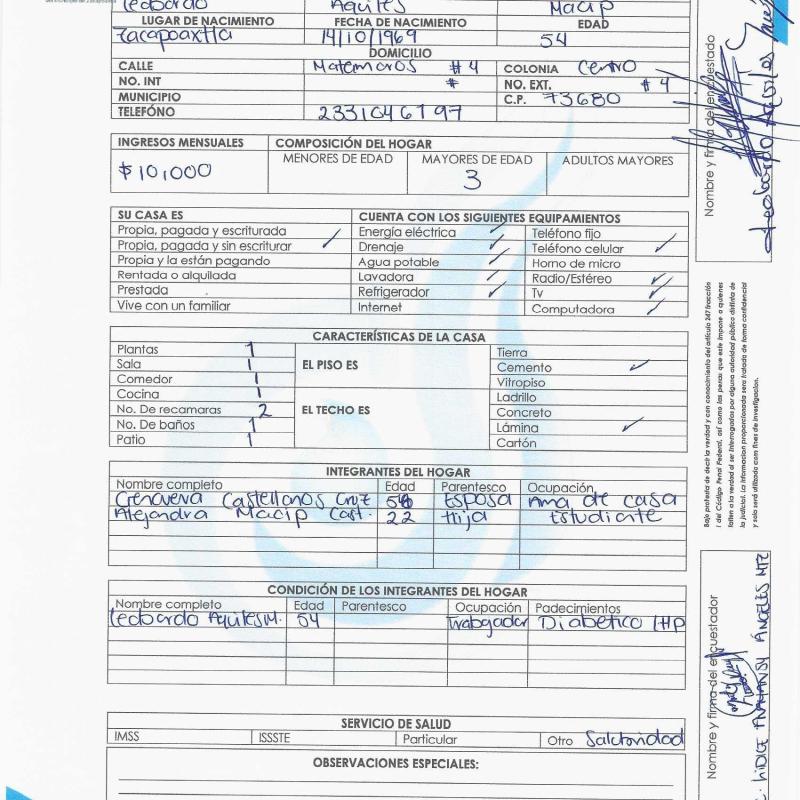 Leobardo Aquiles Macip
LUGAR DE NACIMIENTO FECHA DE NACIMIENTO EDAD
Zacapoaxtla 14/10/1969 54
DOMICILIO
CALLE Matamoros #4 COLONIA Centro
NO. INT # NO. EXT. #4
MUNICIPIO C.P. 73680
TELÉFONO 2331046797
INGRESOS MENSUALES COMPOSICIÓN DEL HOGAR
$10,000 MENORES DE EDAD MAYORES DE EDAD ADULTOS MAYORES
3
SU CASA ES CUENTA CON LOS SIGUIENTES EQUIPAMIENTOS
Propia, pagada y escriturada Energía eléctrica ✓ Teléfono fijo
Propia, pagada y sin escriturar ✓ Drenaje ✓ Teléfono celular ✓
Propia y la están pagando Agua potable ✓ Horno de micro
Rentada o alquilada Lavadora ✓ Radio/Estéreo ✓
Prestada Refrigerador ✓ Tv ✓
Vive con un familiar Internet Computadora ✓
CARACTERÍSTICAS DE LA CASA
Plantas 1 Tierra
Sala 1 EL PISO ES Cemento ✓
Comedor 1 Vitropiso
Cocina 1 Ladrillo
No. De recamaras 2 EL TECHO ES Concreto
No. De baños 1 Lámina ✓
Patio 1 Cartón
INTEGRANTES DEL HOGAR
Nombre completo Edad Parentesco Ocupación
Castellanos Cruz Esposa Ama de casa
Alejandra Macip Cast. 22 Hija Estudiante
CONDICIÓN DE LOS INTEGRANTES DEL HOGAR
Nombre completo Edad Parentesco Ocupación Padecimientos
Leobardo Aquiles M. 54 Trabajador Diabetico
SERVICIO DE SALUD
IMSS ISSSTE Particular Otro
OBSERVACIONES ESPECIALES:
Nombre y firma del encuestado
Leobardo Aquiles
Bajo protesta de decir la verdad y con conocimiento del artículo 247 fracción
I del Código Penal Federal, así como las penas que este impone a quienes
falten a la verdad al ser interrogados por alguna autoridad pública distinta de
la judicial. La información proporcionada será tratada de forma confidencial
y solo será utilizada con fines de investigación.
Nombre y firma del encuestador
ÁNGELES MTZ